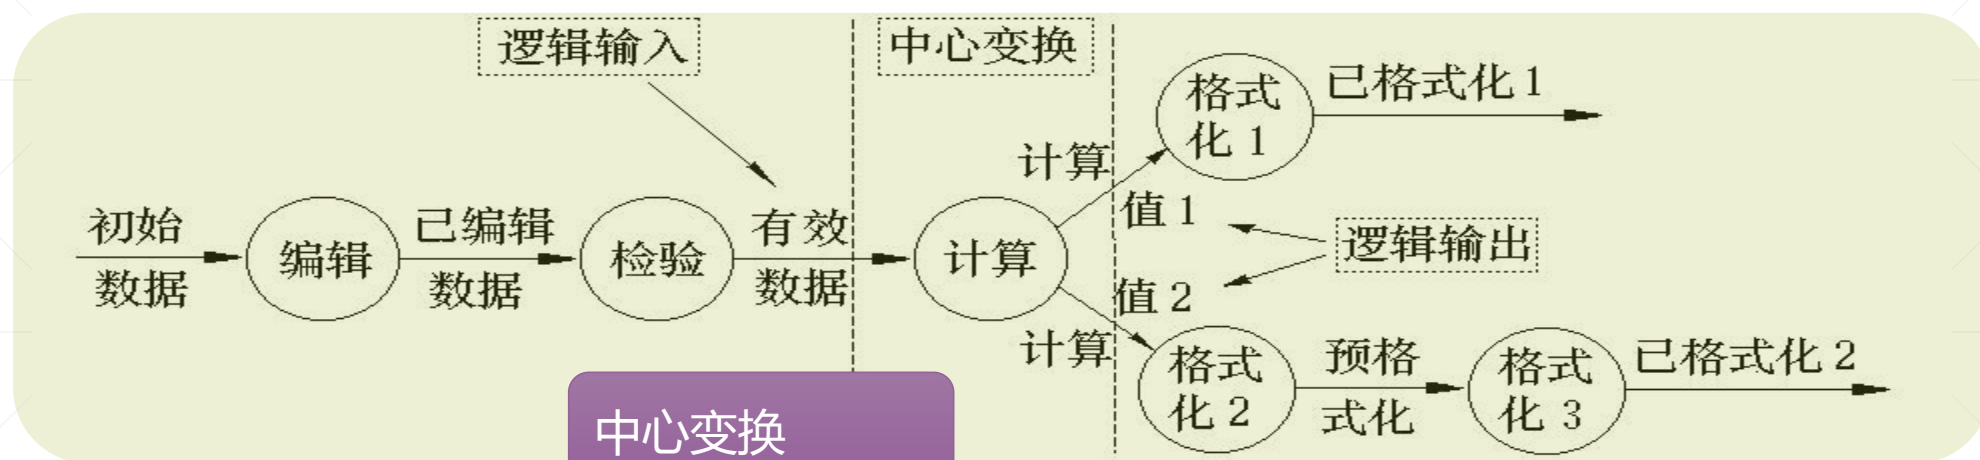 逻辑输入
中心变换
格式
化 1
已格式化 1
计算
值 1
初始
数据
编辑
已编辑
数据
检验
有效
数据
计算
逻辑输出
值 2
计算
格式
化 2
预格
式化
格式
化 3
已格式化 2
中心变换